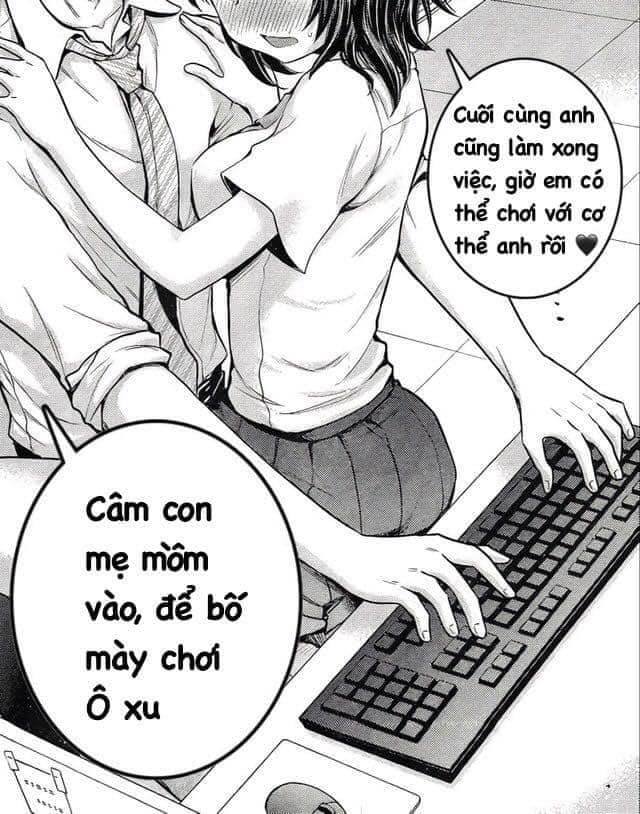 Cuối cùng anh
cũng làm xong
việc, giờ em có
thể chơi với cơ
thể anh rồi 🖤
Câm con
mẹ mồm
vào, để bố
mày chơi
Ô xu